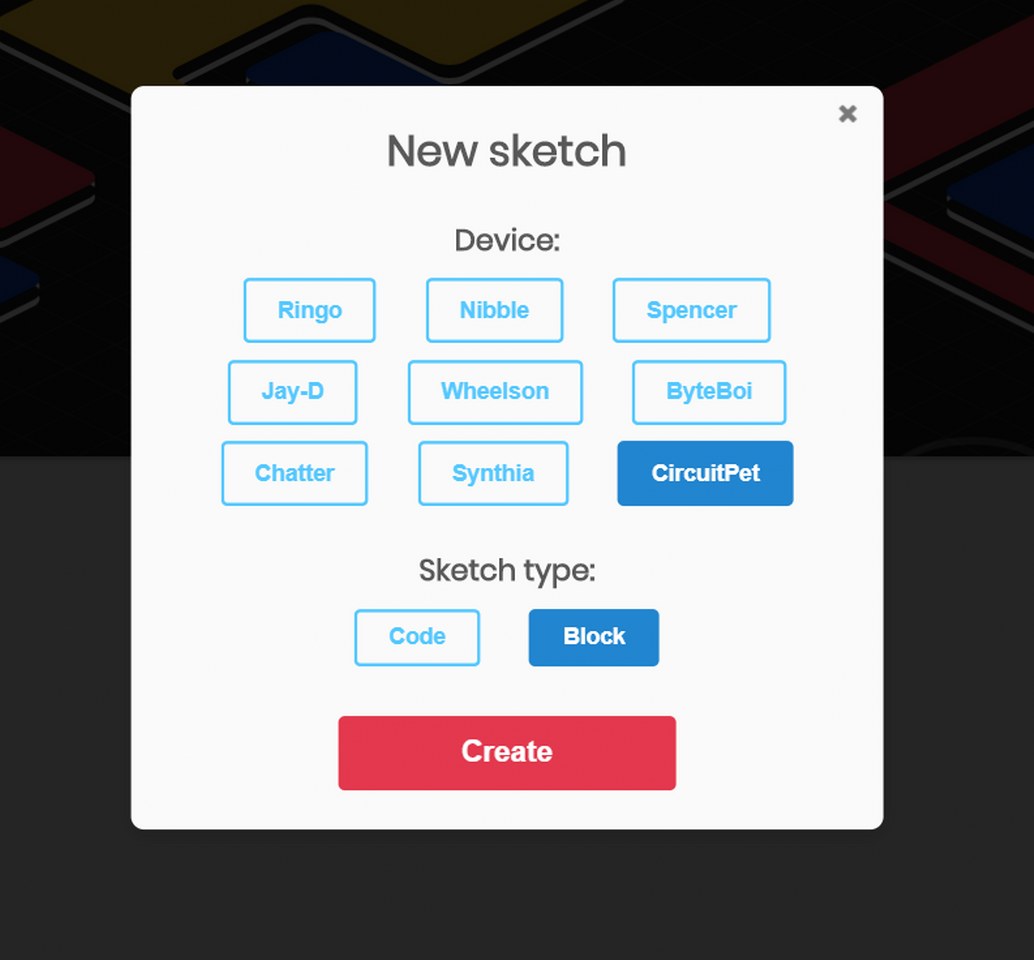 New sketch
Device:
Ringo Nibble Spencer
Jay-D Wheelson ByteBoi
Chatter Synthia CircuitPet
Sketch type:
Code Block
Create